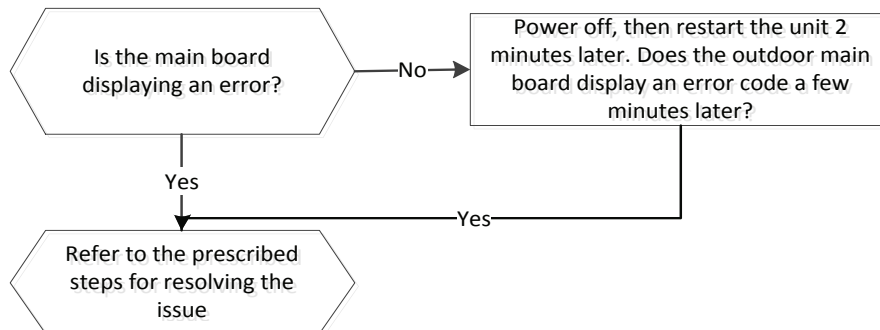 Is the main board
displaying an error?
No
Power off, then restart the unit 2
minutes later. Does the outdoor main
board display an error code a few
minutes later?
Yes
Yes
Refer to the prescribed
steps for resolving the
issue